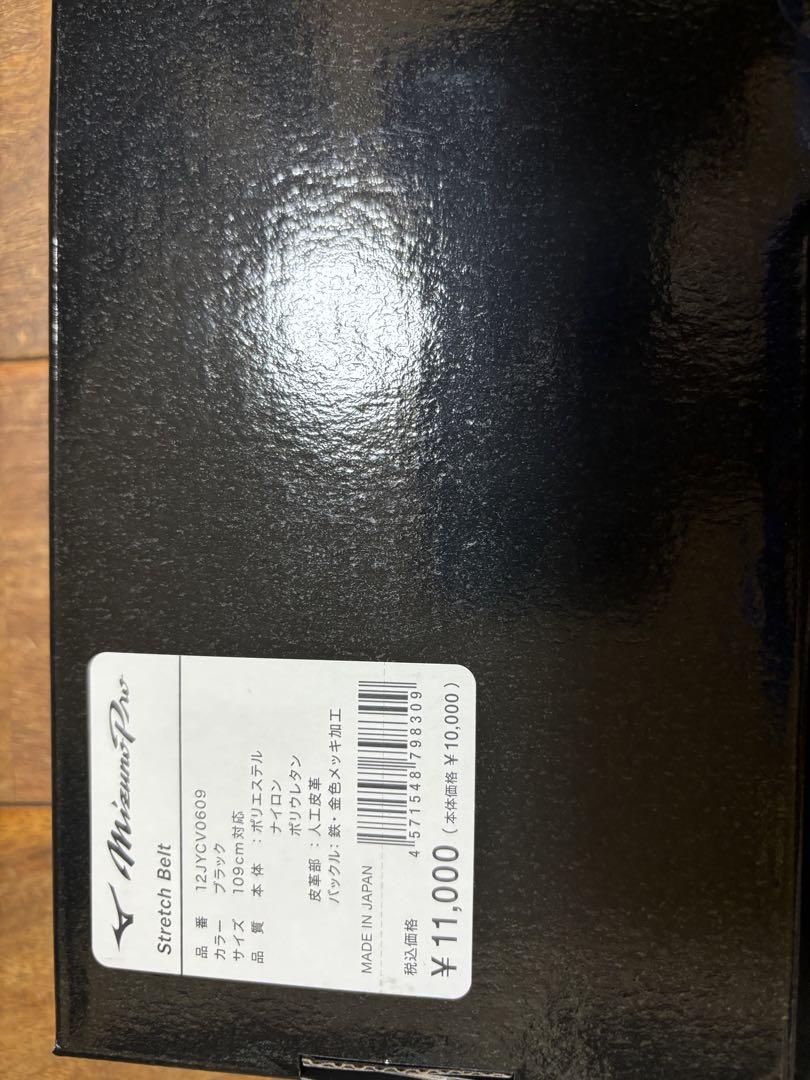 Mizuno Pro
Stretch Belt
品 番 12JYCV0609
カラー ブラック
サイズ 109cm対応
品 質 本 体 : ポリエステル
ナイロン
ポリウレタン
皮革部 : 人工皮革
バックル : 鉄・金色メッキ加工
MADE IN JAPAN
4 571548 798309
税込価格
¥11,000 (本体価格 ¥10,000)